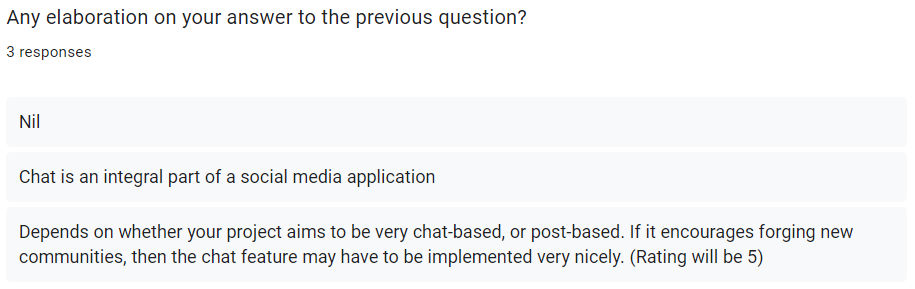 Any elaboration on your answer to the previous question?
3 responses
Nil
Chat is an integral part of a social media application
Depends on whether your project aims to be very chat-based, or post-based. If it encourages forging new
communities, then the chat feature may have to be implemented very nicely. (Rating will be 5)